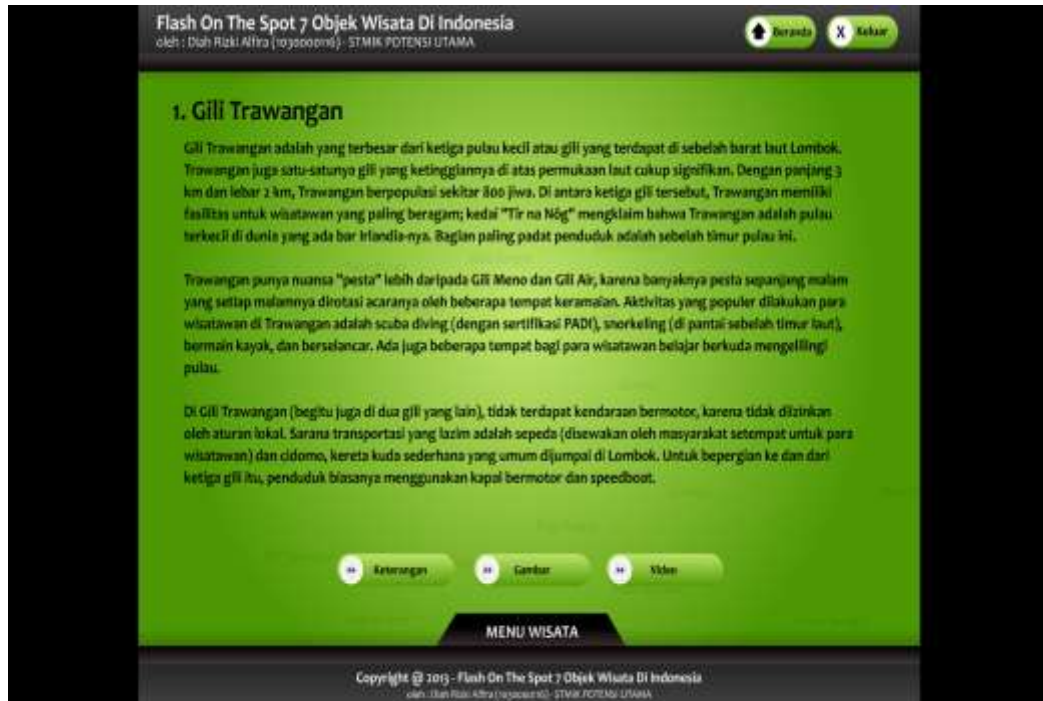 Flash On The Spot 7 Objek Wisata Di Indonesia
oleh : Diah Rizki Alfira (1030000116) - STMIK POTENSI UTAMA
Beranda
X Keluar
1. Gili Trawangan
Gili Trawangan adalah yang terbesar dari ketiga pulau kecil atau gili yang terdapat di sebelah barat laut Lombok.
Trawangan juga satu-satunya gili yang ketinggiannya di atas permukaan laut cukup signifikan. Dengan panjang 3
km dan lebar 2 km, Trawangan berpopulasi sekitar 800 jiwa. Di antara ketiga gili tersebut, Trawangan memiliki
fasilitas untuk wisatawan yang paling beragam; kedai "Tir na Nôg" mengklaim bahwa Trawangan adalah pulau
terkecil di dunia yang ada bar Irlandia-nya. Bagian paling padat penduduk adalah sebelah timur pulau ini.
Trawangan punya nuansa "pesta" lebih daripada Gili Meno dan Gili Air, karena banyaknya pesta sepanjang malam
yang setiap malamnya dirotasi acaranya oleh beberapa tempat keramaian. Aktivitas yang populer dilakukan para
wisatawan di Trawangan adalah scuba diving (dengan sertifikasi PADI), snorkeling (di pantai sebelah timur laut),
bermain kayak, dan berselancar. Ada juga beberapa tempat bagi para wisatawan belajar berkuda mengelilingi
pulau.
Di Gili Trawangan (begitu juga di dua gili yang lain), tidak terdapat kendaraan bermotor, karena tidak diizinkan
oleh aturan lokal. Sarana transportasi yang lazim adalah sepeda (disewakan oleh masyarakat setempat untuk para
wisatawan) dan cidomo, kereta kuda sederhana yang umum dijumpai di Lombok. Untuk bepergian ke dan dari
ketiga gili itu, penduduk biasanya menggunakan kapal bermotor dan speedboat.
Keterangan
Gambar
Video
MENU WISATA
Copyright @ 2013 - Flash On The Spot 7 Objek Wisata Di Indonesia
oleh : Diah Rizki Alfira - STMIK POTENSI UTAMA